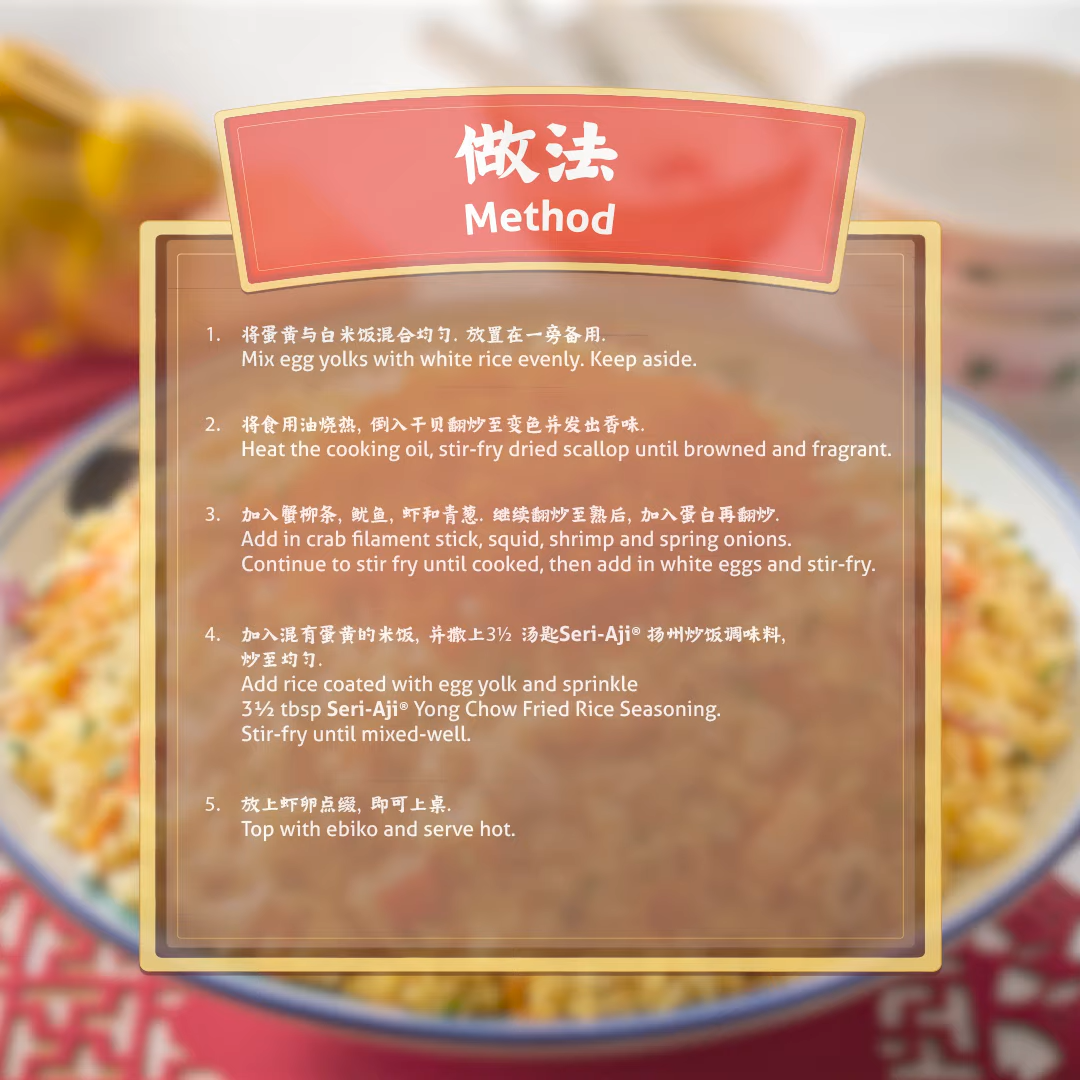 做法
Method
1. 将蛋黄与白米饭混合均匀. 放置在一旁备用.
Mix egg yolks with white rice evenly. Keep aside.
2. 将食用油烧热, 倒入干贝翻炒至变色并发出香味.
Heat the cooking oil, stir-fry dried scallop until browned and fragrant.
3. 加入蟹柳条, 鱿鱼, 虾和青葱. 继续翻炒至熟后, 加入蛋白再翻炒.
Add in crab filament stick, squid, shrimp and spring onions.
Continue to stir fry until cooked, then add in white eggs and stir-fry.
4. 加入混有蛋黄的米饭, 并撒上3½ 汤匙Seri-Aji® 扬州炒饭调味料,
炒至均匀.
Add rice coated with egg yolk and sprinkle
3½ tbsp Seri-Aji® Yong Chow Fried Rice Seasoning.
Stir-fry until mixed-well.
5. 放上虾卵点缀, 即可上桌.
Top with ebiko and serve hot.